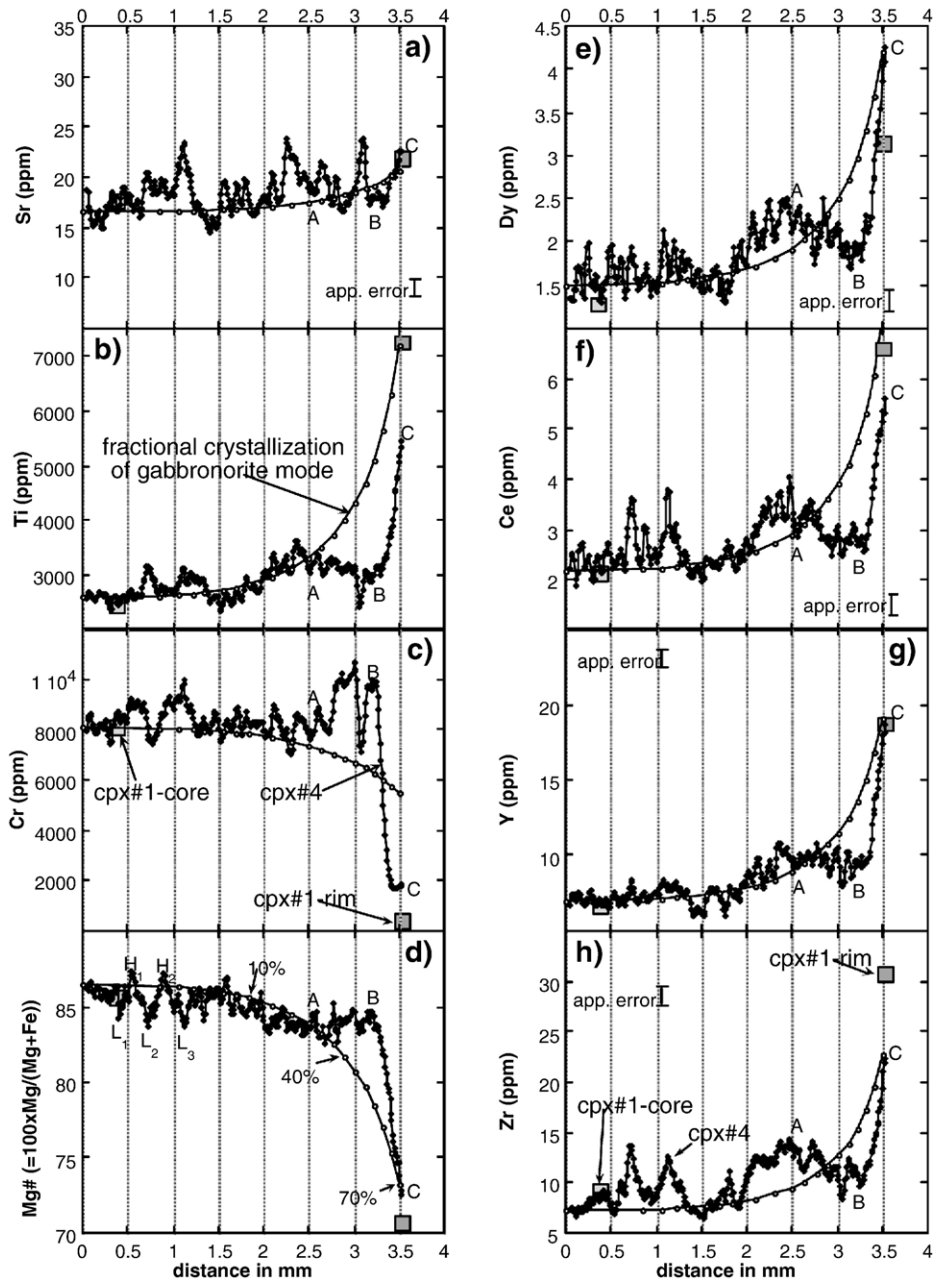 0 0.5 1 1.5 2 2.5 3 3.5 4
35
30
25
20
15
10
Sr (ppm)
a)
C
A
B
app. error
7000
6000
5000
4000
3000
Ti (ppm)
b)
fractional crystallization
of gabbronorite mode
C
A
B
1 10⁴
8000
6000
4000
2000
Cr (ppm)
c)
A
B
cpx#1-core
cpx#4
cpx#1-rim
C
85
80
75
70
Mg# (=100xMg/(Mg+Fe))
d)
H₁
H₂
10%
A
B
L₁
L₂
L₃
40%
70%
C
0 0.5 1 1.5 2 2.5 3 3.5 4
distance in mm
0 0.5 1 1.5 2 2.5 3 3.5 4
4.5
4
3.5
3
2.5
2
1.5
1
Dy (ppm)
e)
C
A
B
app. error
6
5
4
3
2
Ce (ppm)
f)
C
A
B
app. error
20
15
10
Y (ppm)
app. error
g)
C
A
B
30
25
20
15
10
5
Zr (ppm)
h)
cpx#1-rim
app. error
C
cpx#1-core
cpx#4
A
B
0 0.5 1 1.5 2 2.5 3 3.5 4
distance in mm